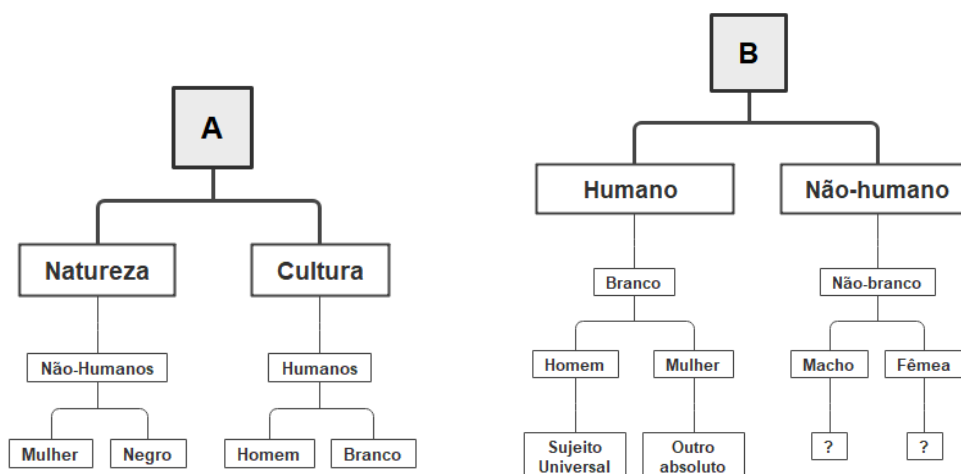 A
Natureza
Cultura
Não-Humanos
Humanos
Mulher
Negro
Homem
Branco
B
Humano
Não-humano
Branco
Não-branco
Homem
Mulher
Macho
Fêmea
Sujeito
Universal
Outro
absoluto
?
?